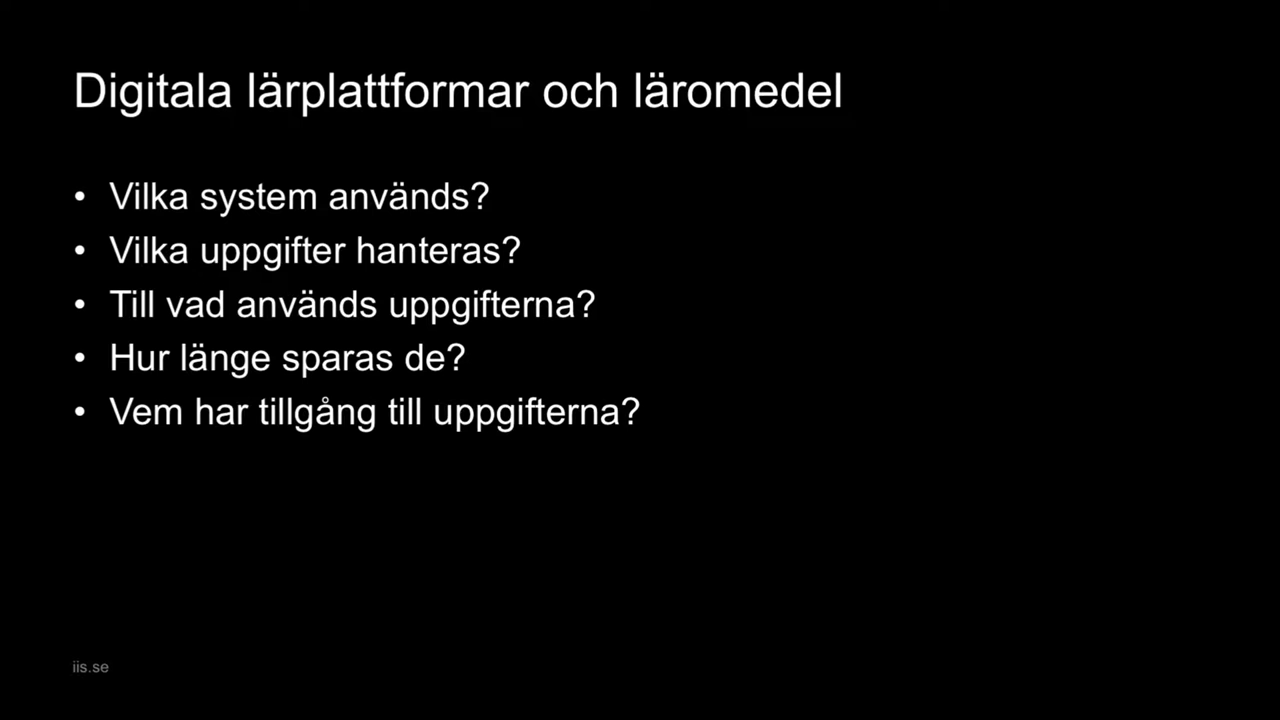 Digitala lärplattformar och läromedel
• Vilka system används?
• Vilka uppgifter hanteras?
• Till vad används uppgifterna?
• Hur länge sparas de?
• Vem har tillgång till uppgifterna?
iis.se